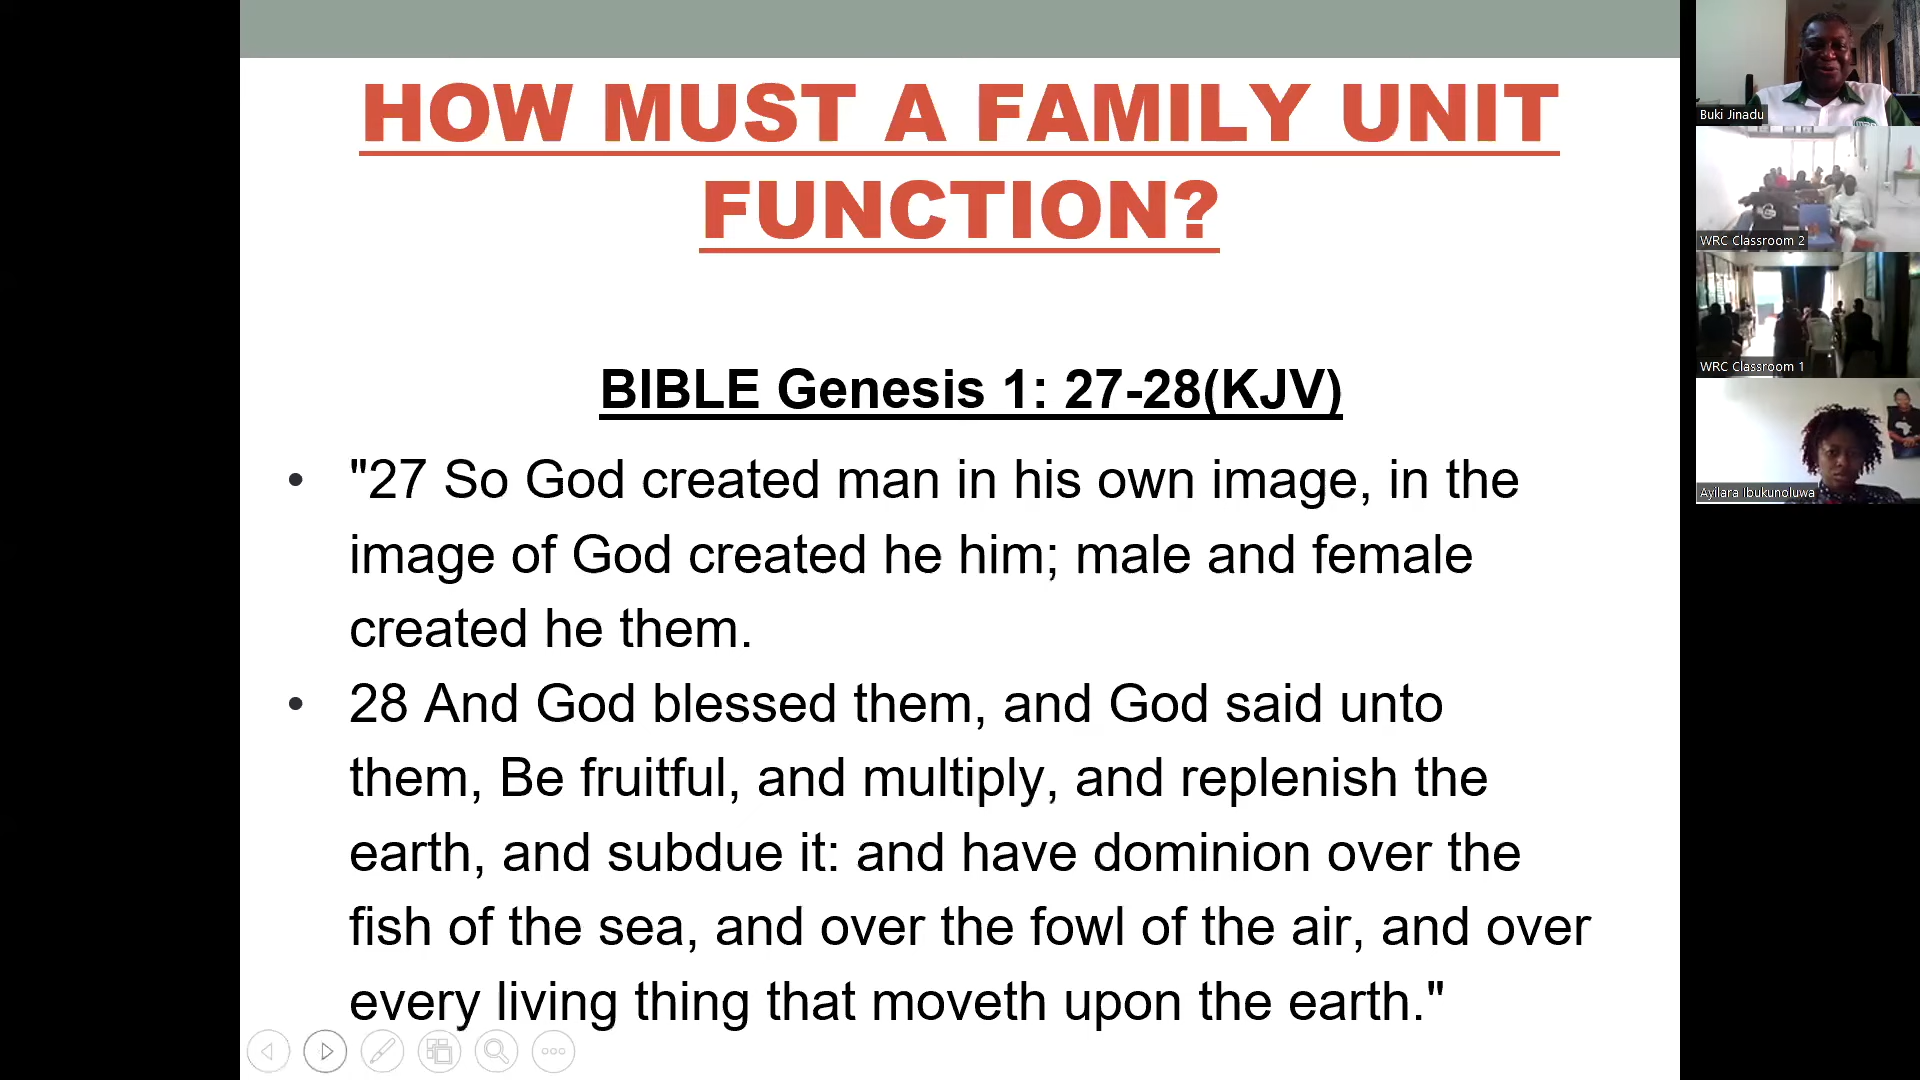 HOW MUST A FAMILY UNIT
FUNCTION?
BIBLE Genesis 1: 27-28(KJV)
• "27 So God created man in his own image, in the
image of God created he him; male and female
created he them.
• 28 And God blessed them, and God said unto
them, Be fruitful, and multiply, and replenish the
earth, and subdue it: and have dominion over the
fish of the sea, and over the fowl of the air, and over
every living thing that moveth upon the earth."
Buki Jinadu
WRC Classroom 2
WRC Classroom 1
Ayilara Ibukunoluwa